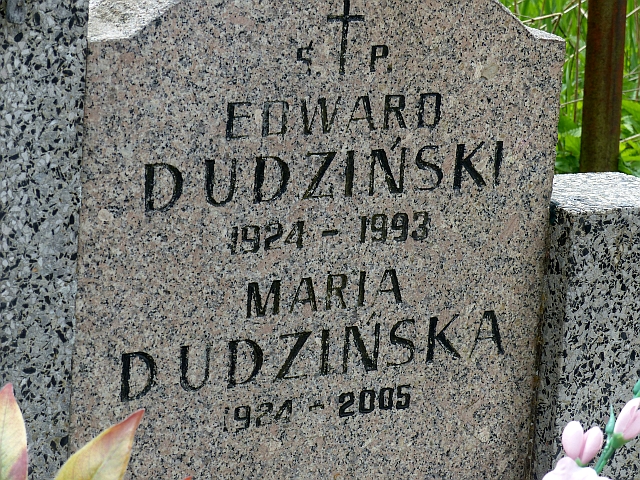 Ś. P.
EDWARD
DUDZIŃSKI
1924 - 1993
MARIA
DUDZIŃSKA
1924 - 2005